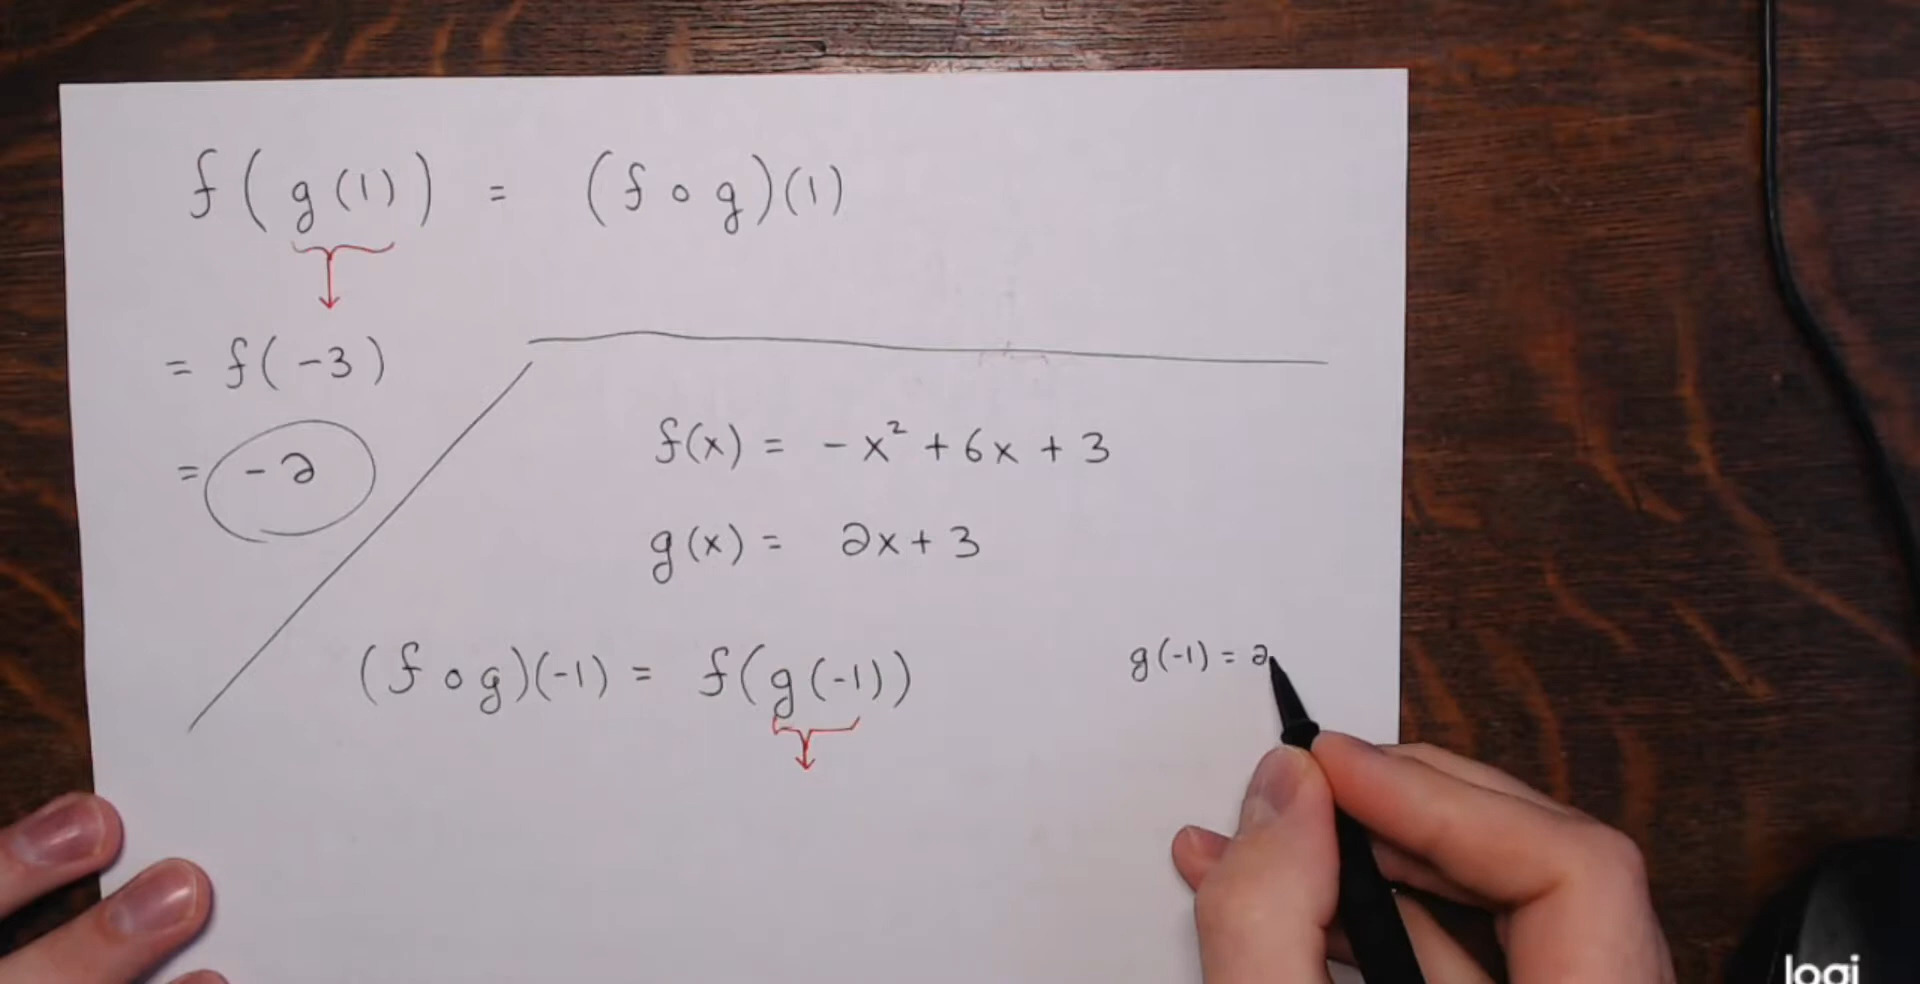 f(g(1)) = (f∘g)(1)
= f(-3)
= -2
f(x) = -x² + 6x + 3
g(x) = 2x + 3
(f∘g)(-1) = f(g(-1))
g(-1) = 2
logi